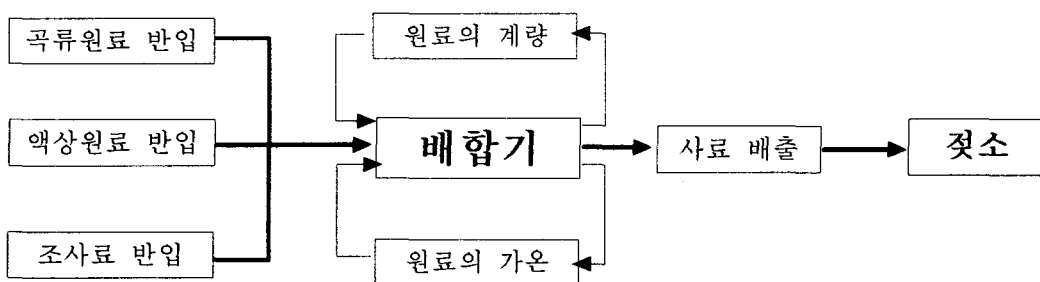 곡류원료 반입
원료의 계량
액상원료 반입
배합기
사료 배출
젖소
조사료 반입
원료의 가온